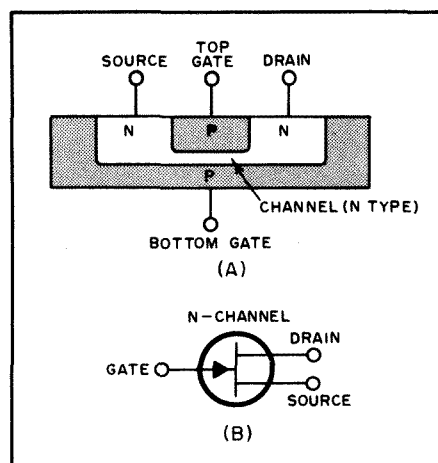 SOURCE
TOP
GATE
DRAIN
N
P
N
P
CHANNEL (N TYPE)
BOTTOM GATE
(A)
N-CHANNEL
DRAIN
GATE
SOURCE
(B)